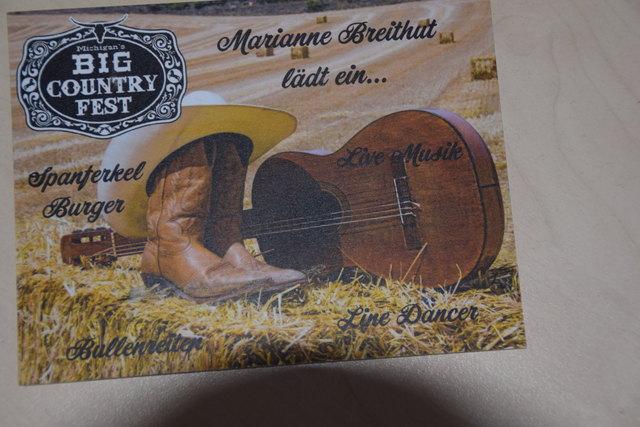 Michigan's
BIG
COUNTRY
FEST
Marianne Breithut
lädt ein...
Spanferkel
Burger
Live Musik
Line Dancer
Bullenreiten